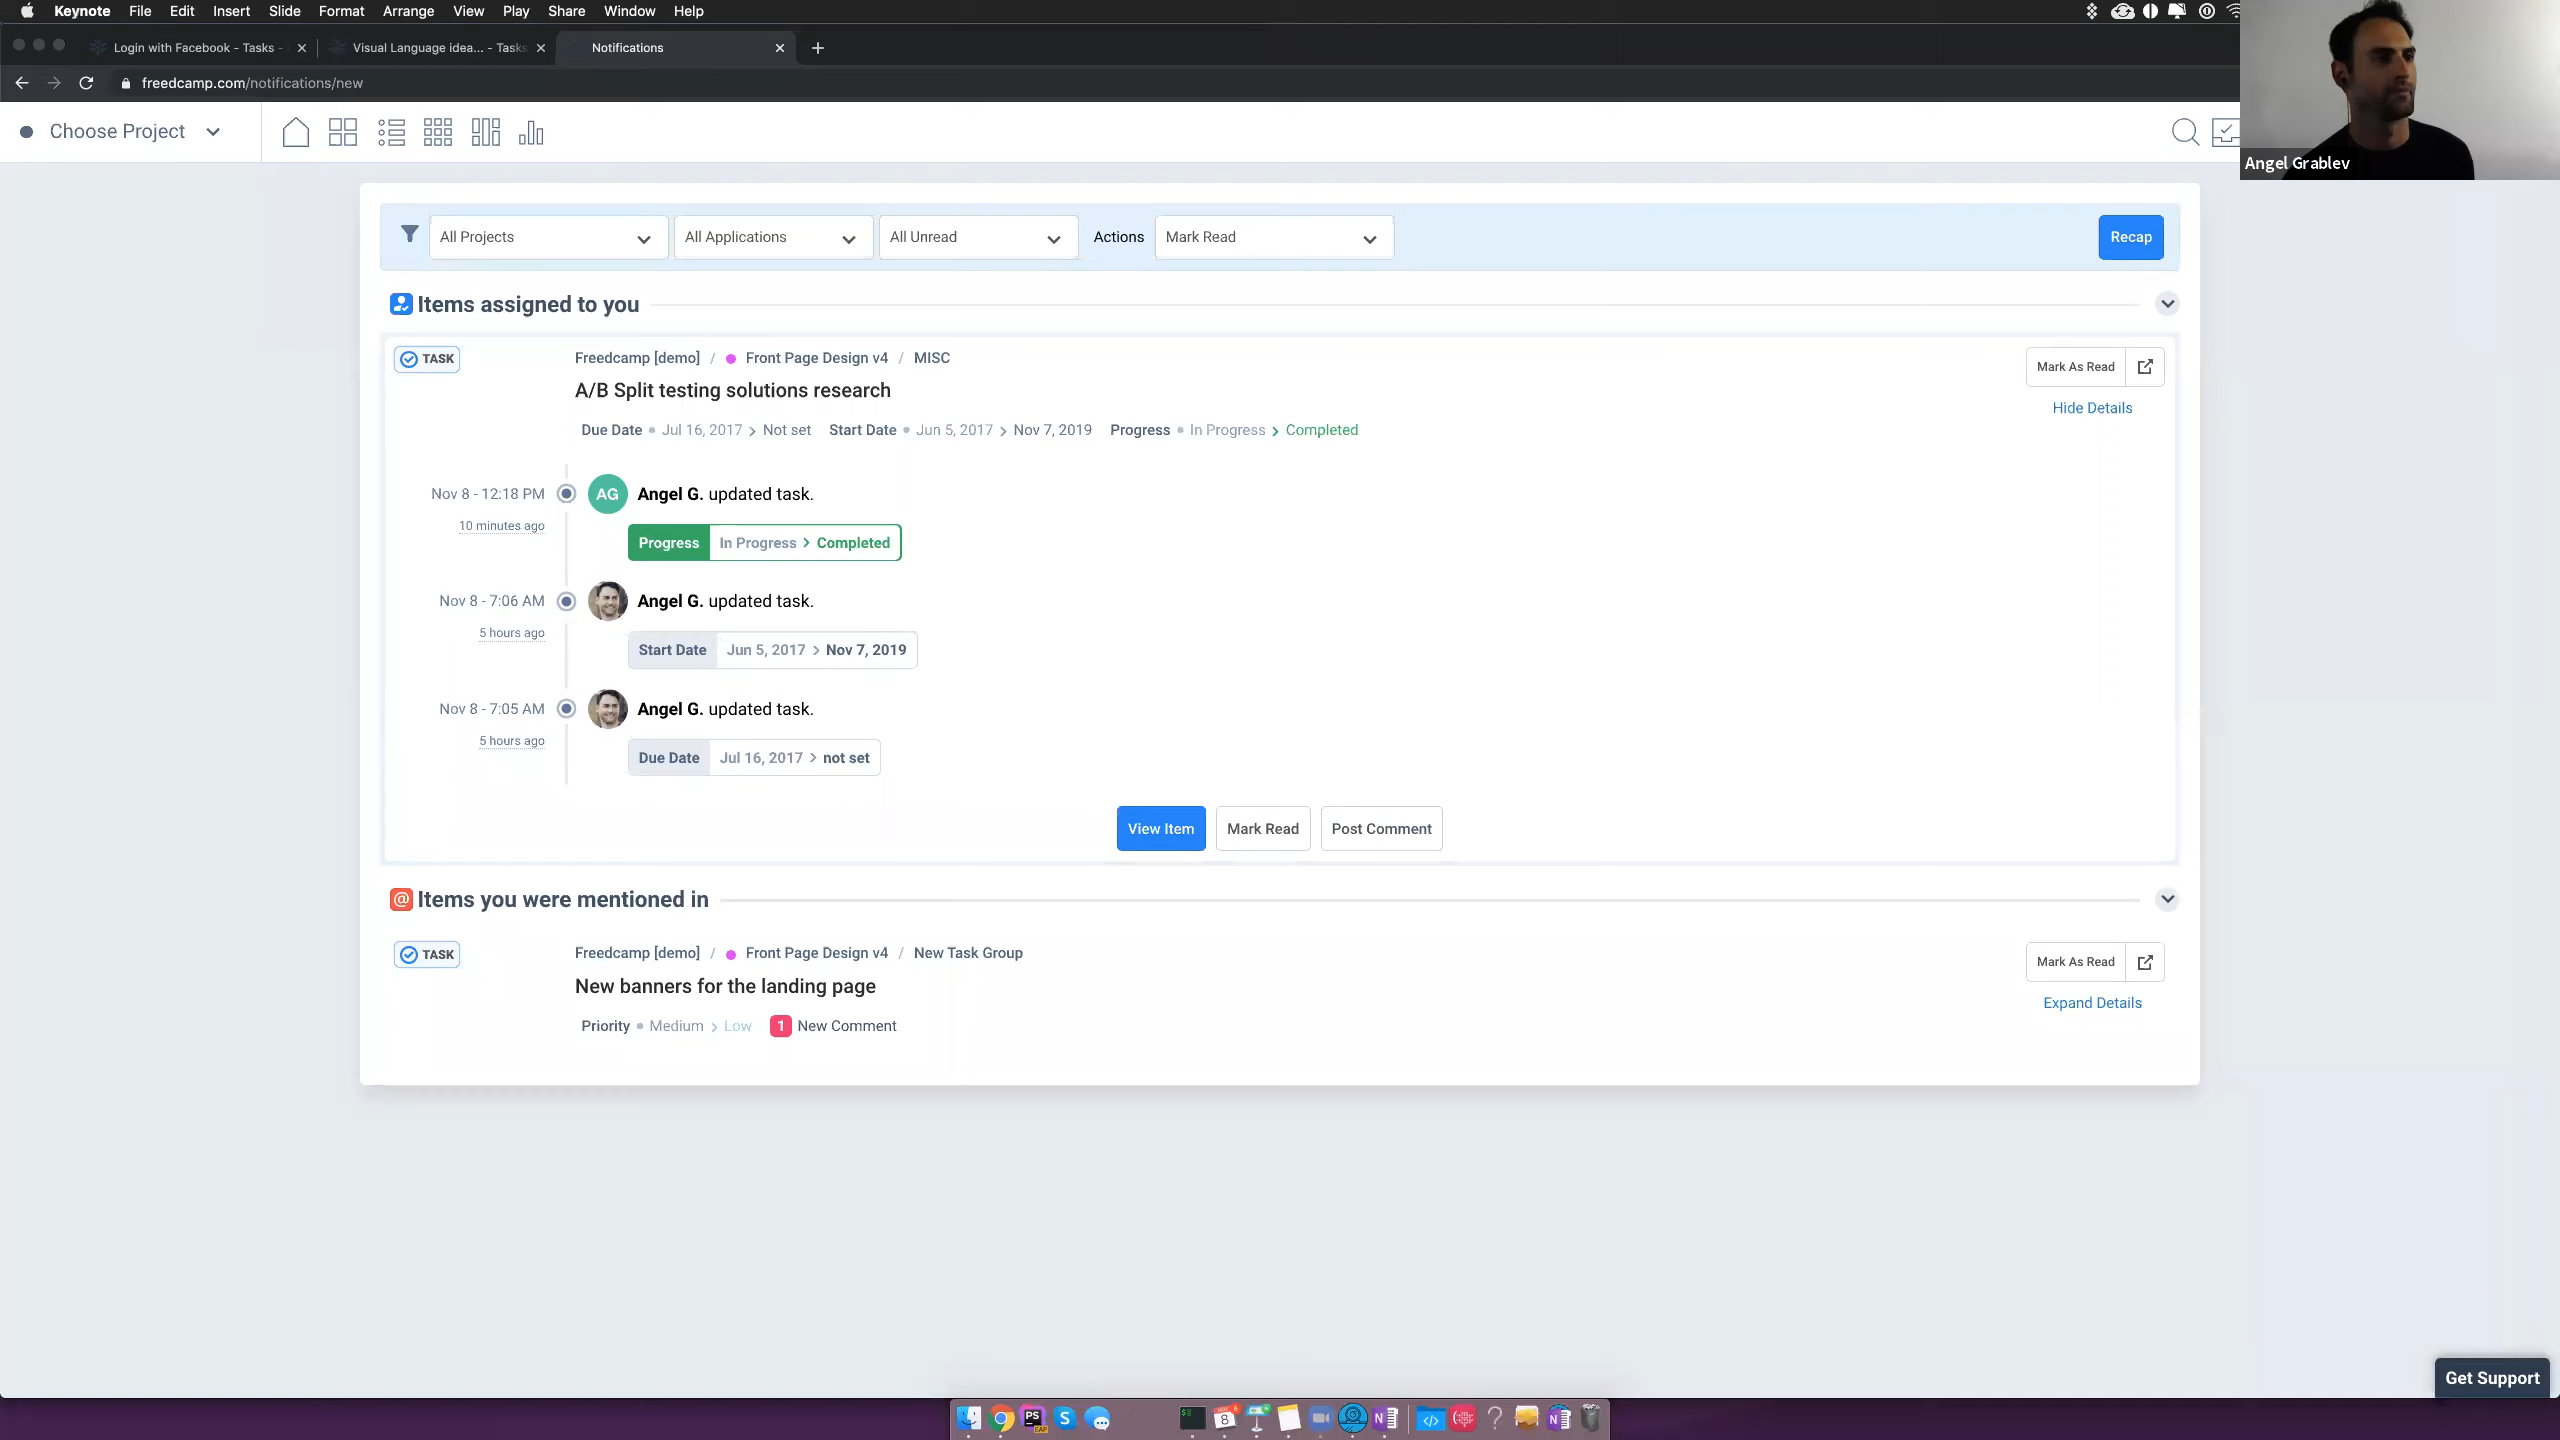 Keynote File Edit Insert Slide Format Arrange View Play Share Window Help
Login with Facebook - Tasks - Visual Language idea... - Tasks Notifications
freedcamp.com/notifications/new
Angel Grablev
Choose Project
All Projects All Applications All Unread Actions Mark Read Recap
Items assigned to you
TASK Freedcamp [demo] / Front Page Design v4 / MISC Mark As Read
A/B Split testing solutions research
Hide Details
Due Date Jul 16, 2017 > Not set Start Date Jun 5, 2017 > Nov 7, 2019 Progress In Progress > Completed
Nov 8 - 12:18 PM AG Angel G. updated task.
10 minutes ago
Progress In Progress > Completed
Nov 8 - 7:06 AM Angel G. updated task.
5 hours ago
Start Date Jun 5, 2017 > Nov 7, 2019
Nov 8 - 7:05 AM Angel G. updated task.
5 hours ago
Due Date Jul 16, 2017 > not set
View Item Mark Read Post Comment
@ Items you were mentioned in
TASK Freedcamp [demo] / Front Page Design v4 / New Task Group Mark As Read
New banners for the landing page
Expand Details
Priority Medium > Low 1 New Comment
Get Support
PS EAP S 8 N ? N